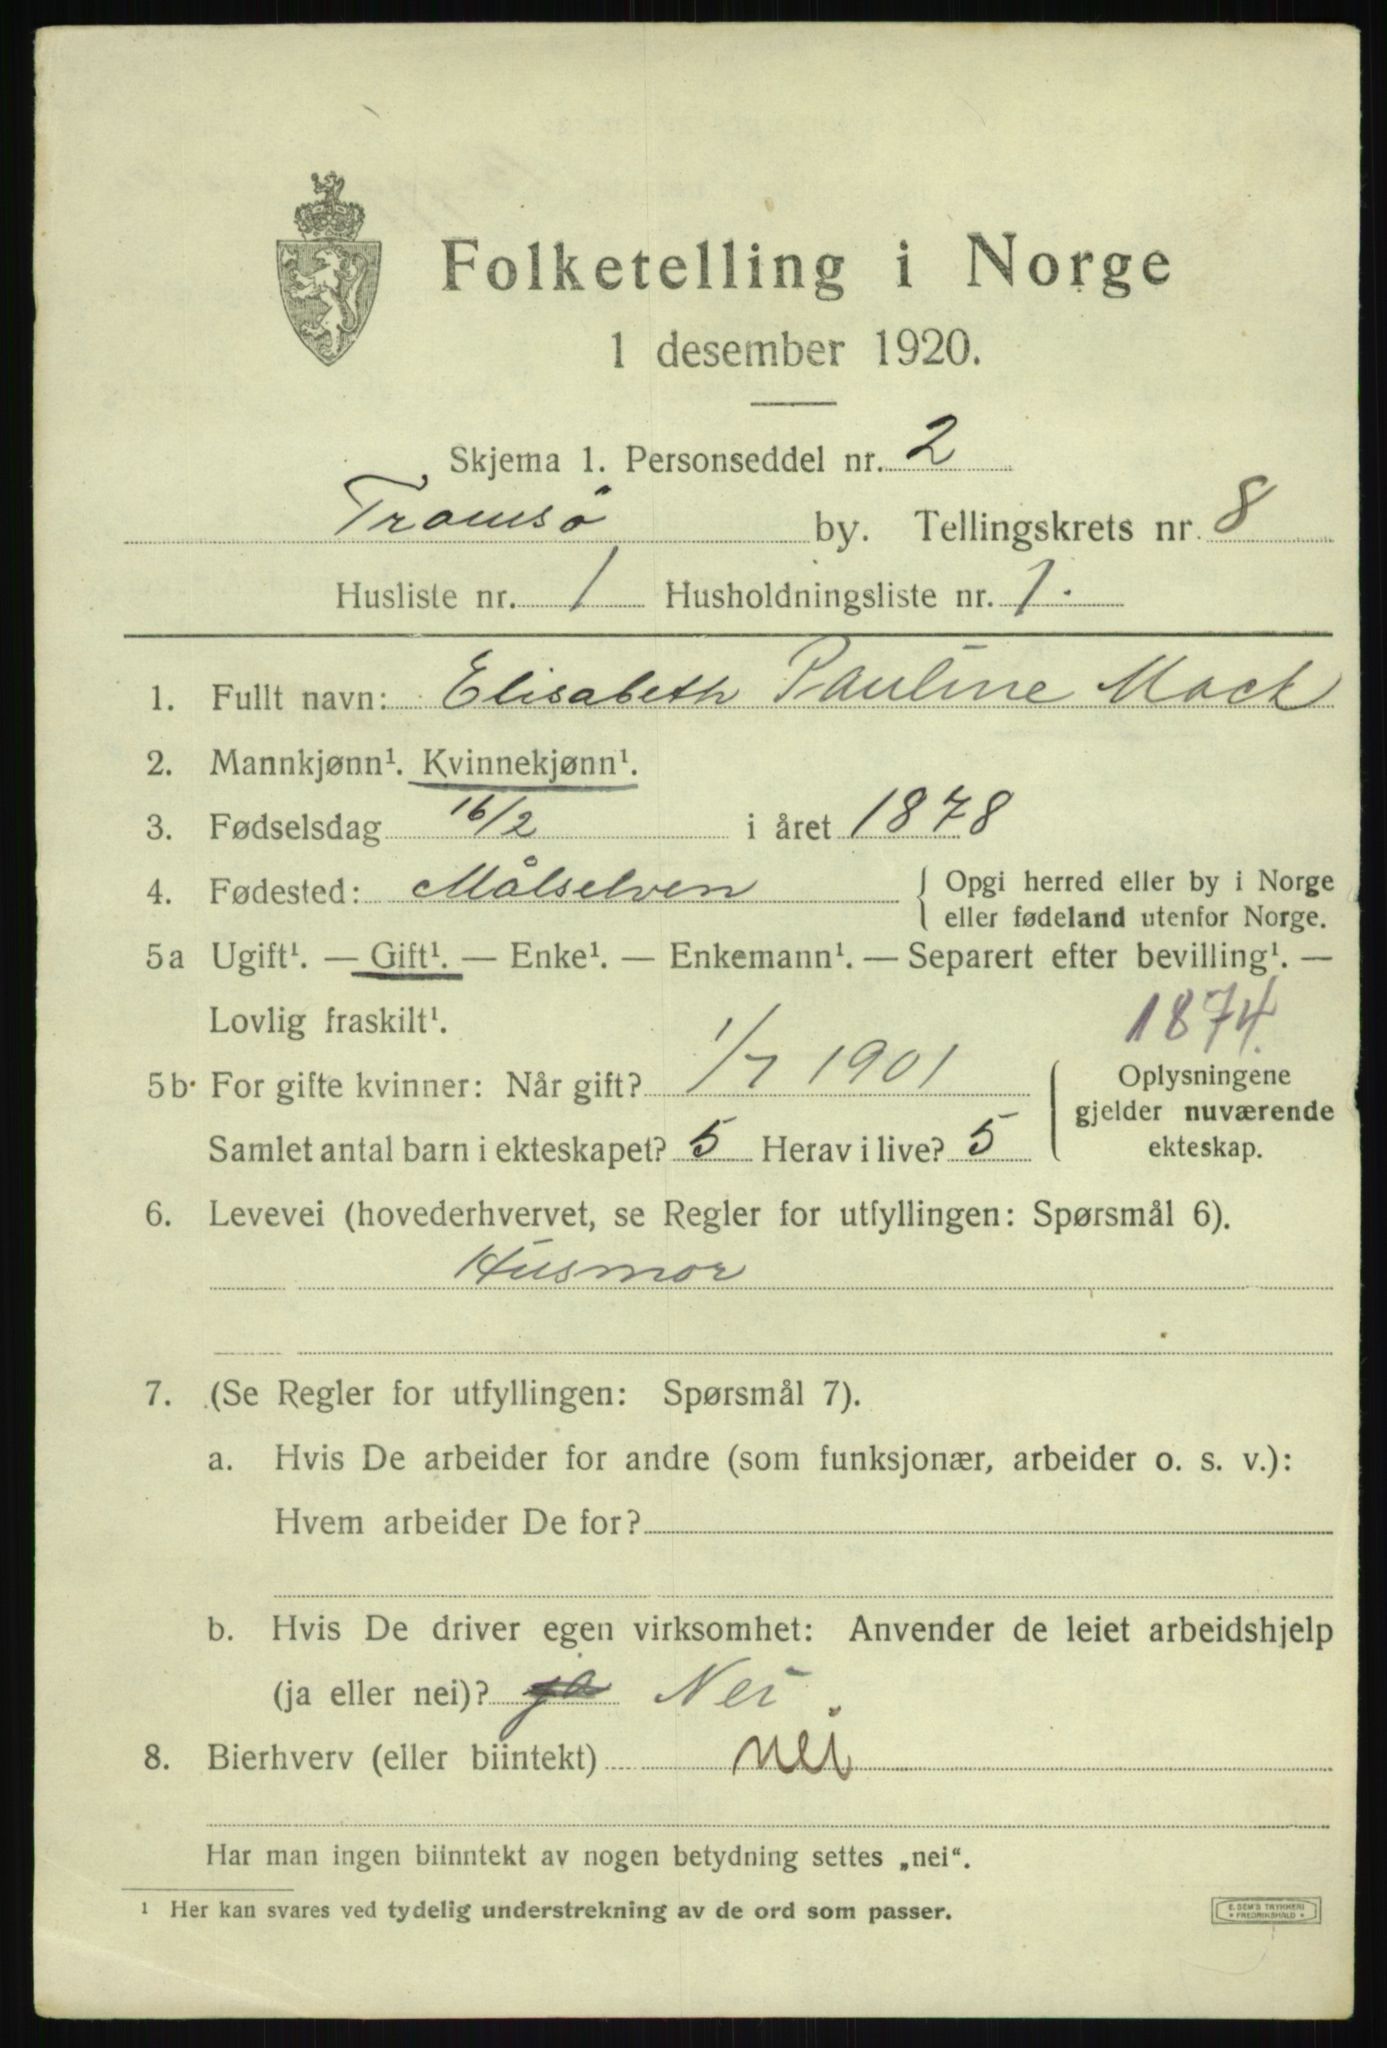 Folketelling i Norge
1 desember 1920.
Skjema 1. Personseddel nr. 2
Tromsö by. Tellingskrets nr 8
Husliste nr. 1 Husholdningsliste nr. 1.
1. Fullt navn: Elisabeth Pauline Mack
2. Mannkjønn¹. Kvinnekjønn¹.
3. Fødselsdag 16/2 i året 1878
4. Fødested: Målselven { Opgi herred eller by i Norge
eller fødeland utenfor Norge.
5a Ugift¹. — Gift¹. — Enke¹. — Enkemann¹. — Separert efter bevilling¹. —
Lovlig fraskilt¹. 1874.
5b. For gifte kvinner: Når gift? 1/7 1901 { Oplysningene
gjelder nuværende
Samlet antal barn i ekteskapet? 5 Herav i live? 5 ekteskap.
6. Levevei (hovederhvervet, se Regler for utfyllingen: Spørsmål 6).
Husmor
7. (Se Regler for utfyllingen: Spørsmål 7).
a. Hvis De arbeider for andre (som funksjonær, arbeider o. s. v.):
Hvem arbeider De for?
b. Hvis De driver egen virksomhet: Anvender de leiet arbeidshjelp
(ja eller nei)? ja Nei
8. Bierhverv (eller biintekt) nei
Har man ingen biinntekt av nogen betydning settes „nei“.
¹ Her kan svares ved tydelig understrekning av de ord som passer.
E. SEM'S TRYKKERI
FREDRIKSHALD